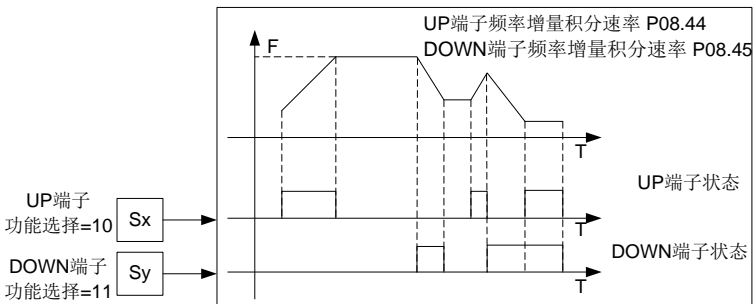 UP端子频率增量积分速率 P08.44
DOWN端子频率增量积分速率 P08.45
F
T
UP端子
功能选择=10
Sx
UP端子状态
T
DOWN端子
功能选择=11
Sy
DOWN端子状态
T